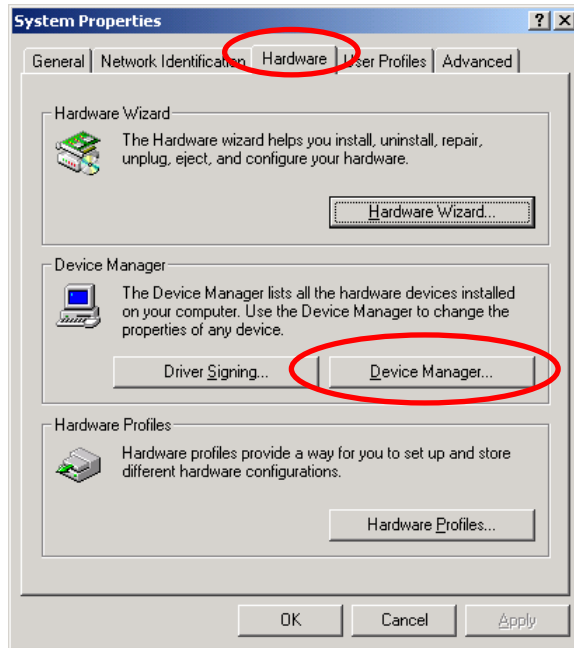 System Properties
General Network Identification Hardware User Profiles Advanced
Hardware Wizard
The Hardware wizard helps you install, uninstall, repair,
unplug, eject, and configure your hardware.
Hardware Wizard...
Device Manager
The Device Manager lists all the hardware devices installed
on your computer. Use the Device Manager to change the
properties of any device.
Driver Signing... Device Manager...
Hardware Profiles
Hardware profiles provide a way for you to set up and store
different hardware configurations.
Hardware Profiles...
OK Cancel Apply